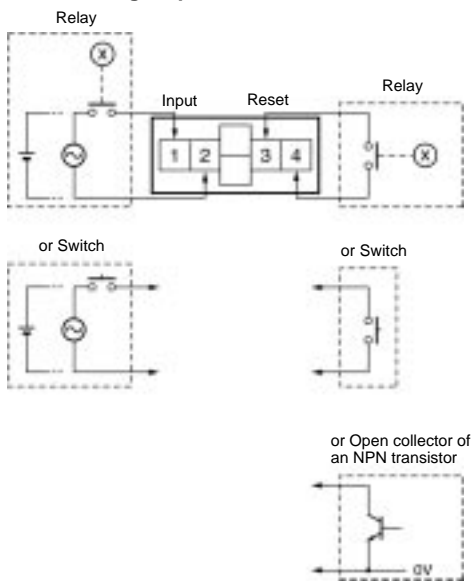 Relay
X
Input
Reset
Relay
1 2 3 4
X
or Switch
or Switch
or Open collector of
an NPN transistor
0V